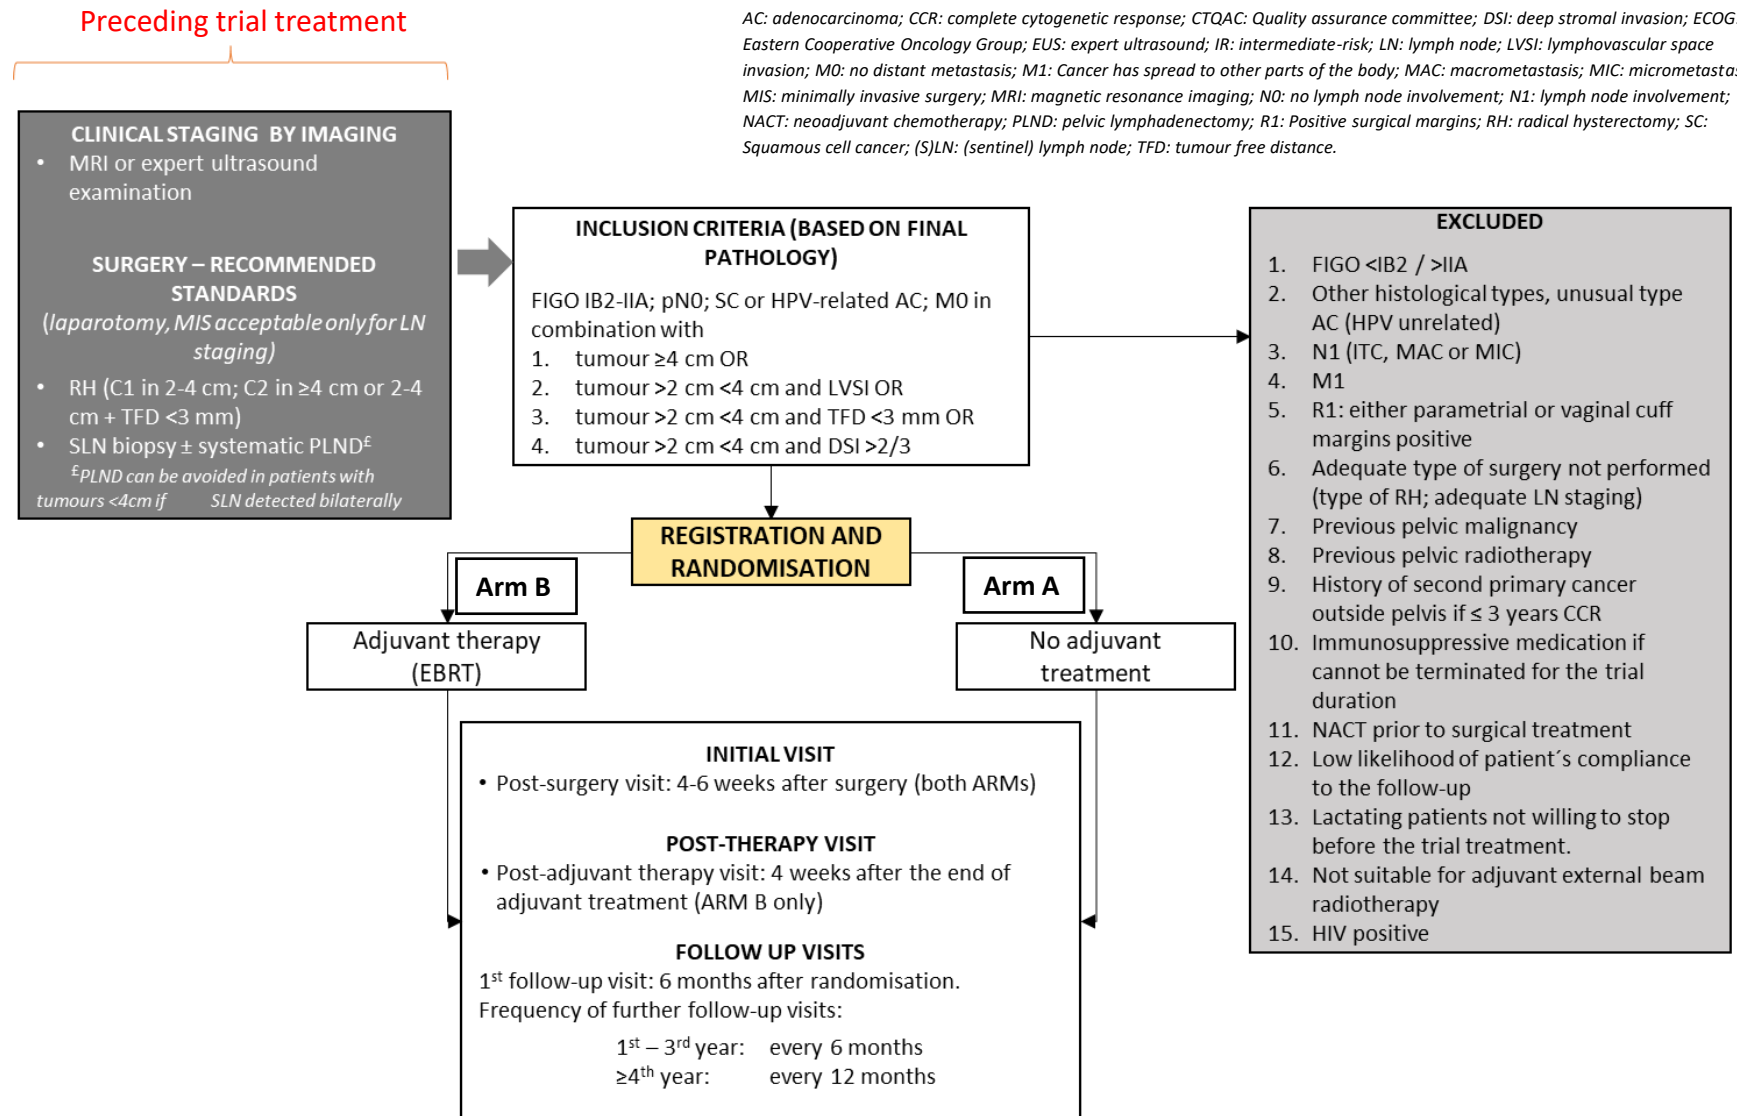 Preceding trial treatment
AC: adenocarcinoma; CCR: complete cytogenetic response; CTQAC: Quality assurance committee; DSI: deep stromal invasion; ECOG:
Eastern Cooperative Oncology Group; EUS: expert ultrasound; IR: intermediate-risk; LN: lymph node; LVSI: lymphovascular space
invasion; M0: no distant metastasis; M1: Cancer has spread to other parts of the body; MAC: macrometastasis; MIC: micrometastas
MIS: minimally invasive surgery; MRI: magnetic resonance imaging; N0: no lymph node involvement; N1: lymph node involvement;
NACT: neoadjuvant chemotherapy; PLND: pelvic lymphadenectomy; R1: Positive surgical margins; RH: radical hysterectomy; SC:
Squamous cell cancer; (S)LN: (sentinel) lymph node; TFD: tumour free distance.
CLINICAL STAGING BY IMAGING
• MRI or expert ultrasound
examination
SURGERY – RECOMMENDED
STANDARDS
(laparotomy, MIS acceptable only for LN
staging)
• RH (C1 in 2-4 cm; C2 in ≥4 cm or 2-4
cm + TFD <3 mm)
• SLN biopsy ± systematic PLND£
£PLND can be avoided in patients with
tumours <4cm if SLN detected bilaterally
INCLUSION CRITERIA (BASED ON FINAL
PATHOLOGY)
FIGO IB2-IIA; pN0; SC or HPV-related AC; M0 in
combination with
1. tumour ≥4 cm OR
2. tumour >2 cm <4 cm and LVSI OR
3. tumour >2 cm <4 cm and TFD <3 mm OR
4. tumour >2 cm <4 cm and DSI >2/3
EXCLUDED
1. FIGO <IB2 / >IIA
2. Other histological types, unusual type
AC (HPV unrelated)
3. N1 (ITC, MAC or MIC)
4. M1
5. R1: either parametrial or vaginal cuff
margins positive
6. Adequate type of surgery not performed
(type of RH; adequate LN staging)
7. Previous pelvic malignancy
8. Previous pelvic radiotherapy
9. History of second primary cancer
outside pelvis if ≤ 3 years CCR
10. Immunosuppressive medication if
cannot be terminated for the trial
duration
11. NACT prior to surgical treatment
12. Low likelihood of patient´s compliance
to the follow-up
13. Lactating patients not willing to stop
before the trial treatment.
14. Not suitable for adjuvant external beam
radiotherapy
15. HIV positive
REGISTRATION AND
RANDOMISATION
Arm B
Arm A
Adjuvant therapy
(EBRT)
No adjuvant
treatment
INITIAL VISIT
• Post-surgery visit: 4-6 weeks after surgery (both ARMs)
POST-THERAPY VISIT
• Post-adjuvant therapy visit: 4 weeks after the end of
adjuvant treatment (ARM B only)
FOLLOW UP VISITS
1st follow-up visit: 6 months after randomisation.
Frequency of further follow-up visits:
1st – 3rd year: every 6 months
≥4th year: every 12 months